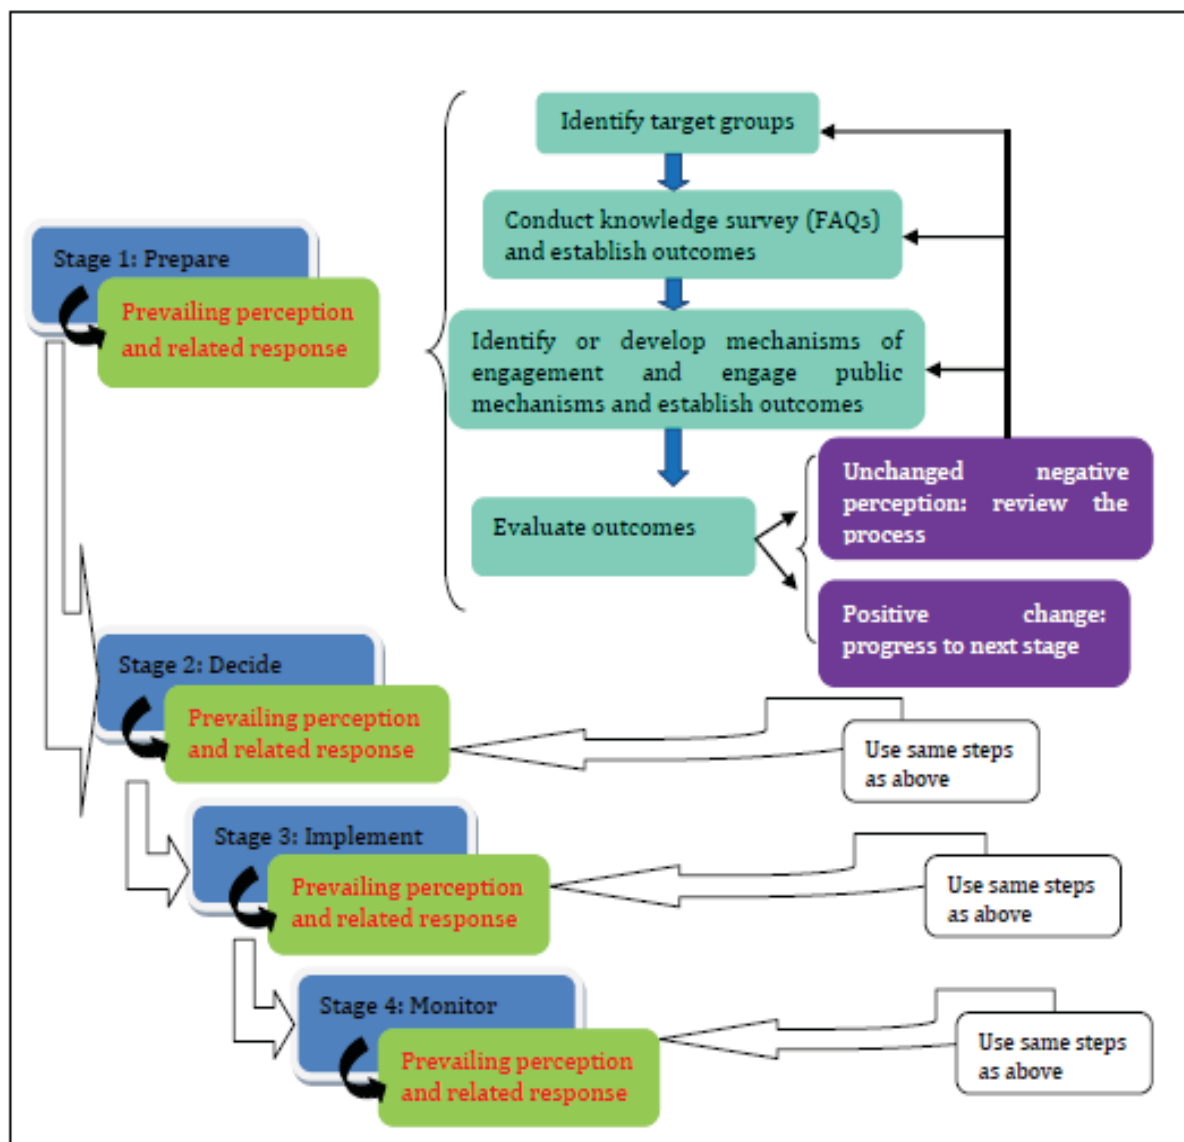 Identify target groups
Conduct knowledge survey (FAQs)
and establish outcomes
Stage 1: Prepare
Prevailing perception
and related response
Identify or develop mechanisms of
engagement and engage public
mechanisms and establish outcomes
Unchanged negative
perception: review the
process
Evaluate outcomes
Positive change:
progress to next stage
Stage 2: Decide
Prevailing perception
and related response
Use same steps
as above
Stage 3: Implement
Prevailing perception
and related response
Use same steps
as above
Stage 4: Monitor
Prevailing perception
and related response
Use same steps
as above